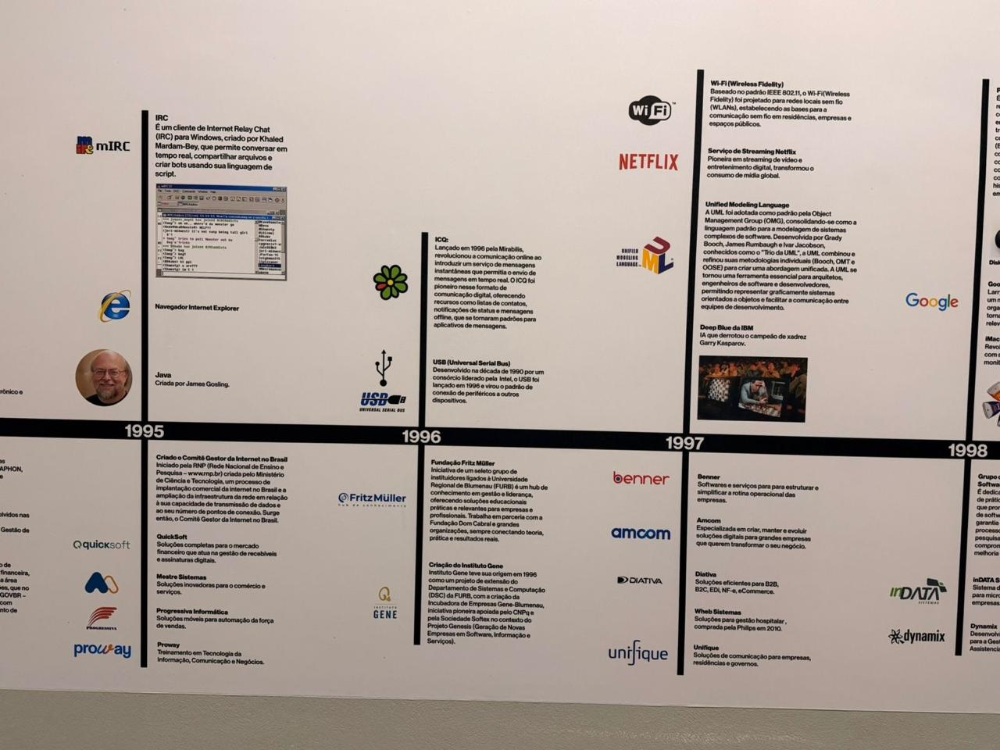 mIRC
IRC
É um cliente de Internet Relay Chat
(IRC) para Windows, criado por Khaled
Mardam-Bey, que permite conversar em
tempo real, compartilhar arquivos e
criar bots usando sua linguagem de
script.
Navegador Internet Explorer
Java
Criada por James Gosling.
rônico e
ICQ:
Lançado em 1996 pela Mirabilis,
revolucionou a comunicação online ao
introduzir um serviço de mensagens
instantâneas que permitia o envio de
mensagens em tempo real. O ICQ foi
pioneiro nesse formato de
comunicação digital, oferecendo
recursos como listas de contatos,
notificações de status e mensagens
offline, que se tornaram padrões para
aplicativos de mensagens.
USB
UNIVERSAL SERIAL BUS
USB (Universal Serial Bus)
Desenvolvido na década de 1990 por um
consórcio liderado pela Intel, o USB foi
lançado em 1996 e virou o padrão de
conexão de periféricos a outros
dispositivos.
Wi Fi
NETFLIX
UNIFIED
MODELING
LANGUAGE
UML
Wi-Fi (Wireless Fidelity)
Baseado no padrão IEEE 802.11, o Wi-Fi(Wireless
Fidelity) foi projetado para redes locais sem fio
(WLANs), estabelecendo as bases para a
comunicação sem fio em residências, empresas e
espaços públicos.
Serviço de Streaming Netflix
Pioneira em streaming de vídeo e
entretenimento digital, transformou o
consumo de mídia global.
Unified Modeling Language
A UML foi adotada como padrão pela Object
Management Group (OMG), consolidando-se como a
linguagem padrão para a modelagem de sistemas
complexos de software. Desenvolvida por Grady
Booch, James Rumbaugh e Ivar Jacobson,
conhecidos como o "Trio da UML", a UML combinou e
refinou suas metodologias individuais (Booch, OMT e
OOSE) para criar uma abordagem unificada. A UML se
tornou uma ferramenta essencial para arquitetos,
engenheiros de software e desenvolvedores,
permitindo representar graficamente sistemas
orientados a objetos e facilitar a comunicação entre
equipes de desenvolvimento.
Deep Blue da IBM
IA que derrotou o campeão de xadrez
Garry Kasparov.
Google
Disk
Goo
Larr
um n
orga
torna
relev
iMac
Revol
com s
monit
1995
1996
1997
1998
APHON,
olvidos nas
Gestão de
o de
financeira,
a área
es, que no
GOVBR –
com
nto de
Quicksoft
PROGRESSIVA
proway
Criado o Comitê Gestor da Internet no Brasil
Iniciado pela RNP (Rede Nacional de Ensino e
Pesquisa – www.rnp.br) criada pelo Ministério
de Ciência e Tecnologia, um processo de
implantação comercial da internet no Brasil e a
ampliação da infraestrutura da rede em relação
à sua capacidade de transmissão de dados e
ao seu número de pontos de conexão. Surge
então, o Comitê Gestor da Internet no Brasil.
QuickSoft
Soluções completas para o mercado
financeiro que atua na gestão de recebíveis
e assinaturas digitais.
Mestre Sistemas
Soluções inovadoras para o comércio e
serviços.
Progressiva Informática
Soluções móveis para automação da força
de vendas.
Proway
Treinamento em Tecnologia da
Informação, Comunicação e Negócios.
Fritz Müller
hub de conhecimento
INSTITUTO
GENE
Fundação Fritz Müller
Iniciativa de um seleto grupo de
instituidores ligados à Universidade
Regional de Blumenau (FURB) é um hub de
conhecimento em gestão e liderança,
oferecendo soluções educacionais
práticas e relevantes para empresas e
profissionais. Trabalha em parceria com a
Fundação Dom Cabral e grandes
organizações, sempre conectando teoria,
prática e resultados reais.
Criação do Instituto Gene
Instituto Gene teve sua origem em 1996
como um projeto de extensão do
Departamento de Sistemas e Computação
(DSC) da FURB, com a criação da
Incubadora de Empresas Gene-Blumenau,
iniciativa pioneira apoiada pelo CNPq e
pela Sociedade Softex no contexto do
Projeto Genesis (Geração de Novas
Empresas em Software, Informação e
Serviços).
benner
amcom
DIATIVA
unifique
Benner
Softwares e serviços para para estruturar e
simplificar a rotina operacional das
empresas.
Amcom
Especializada em criar, manter e evoluir
soluções digitais para grandes empresas
que querem transformar o seu negócio.
Diativa
Soluções eficientes para B2B,
B2C, EDI, NF-e, eCommerce.
Wheb Sistemas
Soluções para gestão hospitalar,
comprada pela Philips em 2010.
Unifique
Soluções de comunicação para empresas,
residências e governos.
inDATA
SISTEMAS
dynamix
Grupo d
Softwa
É dedic
de prátic
que pron
de softw
garantia
processo
pesquisa
comprom
melhoria
inDATA S
Sistema d
para micro
empresas.
Dynamix
Desenvolv
para a Gest
Assistencia